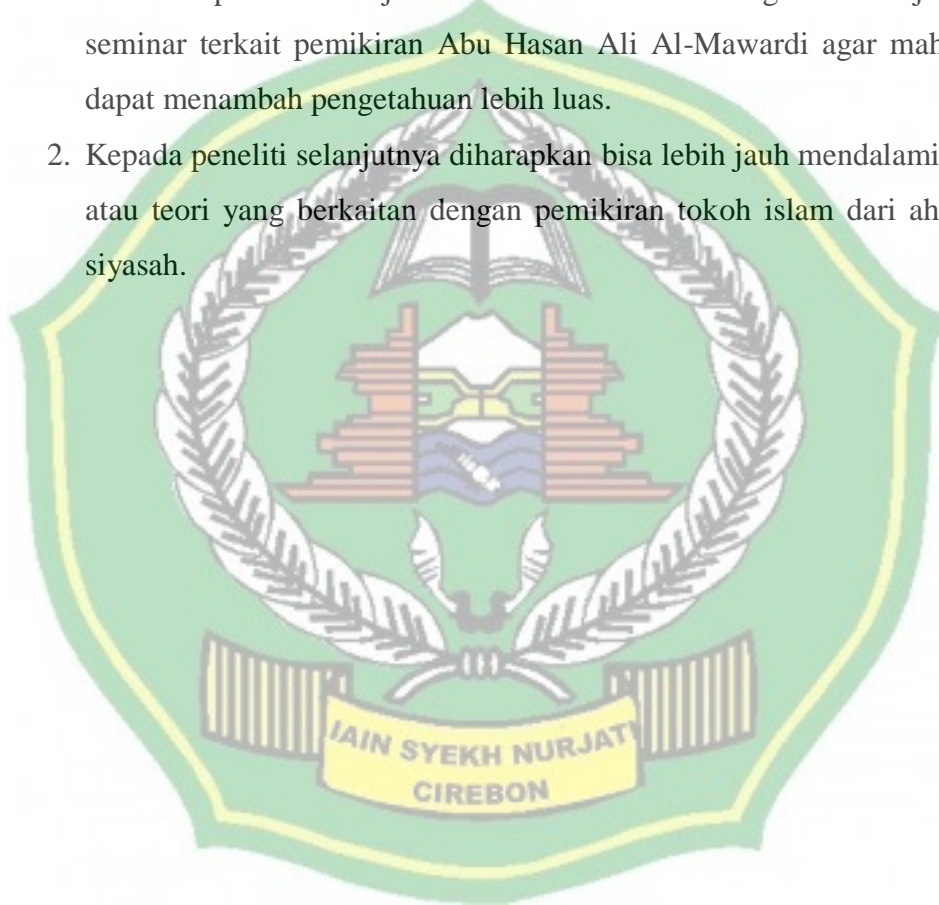 seminar terkait pemikiran Abu Hasan Ali Al-Mawardi agar mah
dapat menambah pengetahuan lebih luas.
2. Kepada peneliti selanjutnya diharapkan bisa lebih jauh mendalami
atau teori yang berkaitan dengan pemikiran tokoh islam dari ah
siyasah.
IAIN SYEKH NURJATI
CIREBON